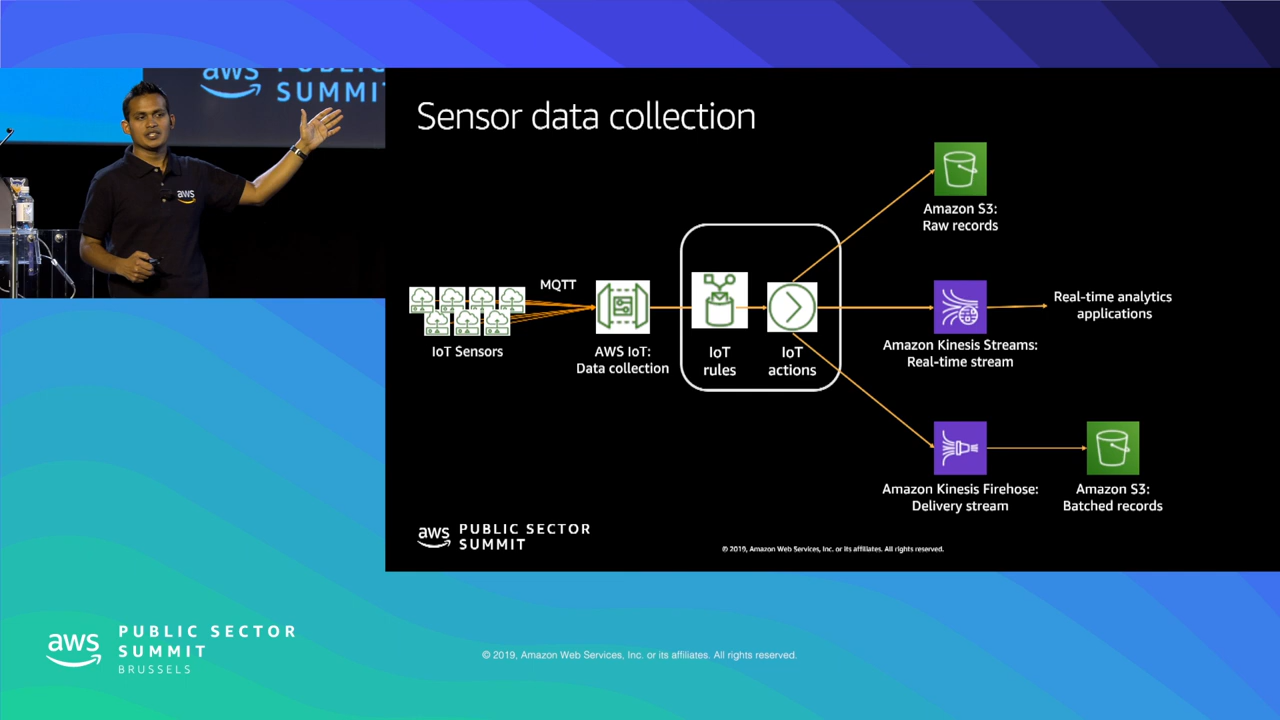 aws PUBLIC
SUMMIT
aws
Sensor data collection
Amazon S3:
Raw records
MQTT
IoT Sensors
AWS IoT:
Data collection
IoT
rules
IoT
actions
Amazon Kinesis Streams:
Real-time stream
Real-time analytics
applications
Amazon Kinesis Firehose:
Delivery stream
Amazon S3:
Batched records
aws PUBLIC SECTOR
SUMMIT
© 2019, Amazon Web Services, Inc. or its affiliates. All rights reserved.
aws PUBLIC SECTOR
SUMMIT
BRUSSELS
© 2019, Amazon Web Services, Inc. or its affiliates. All rights reserved.